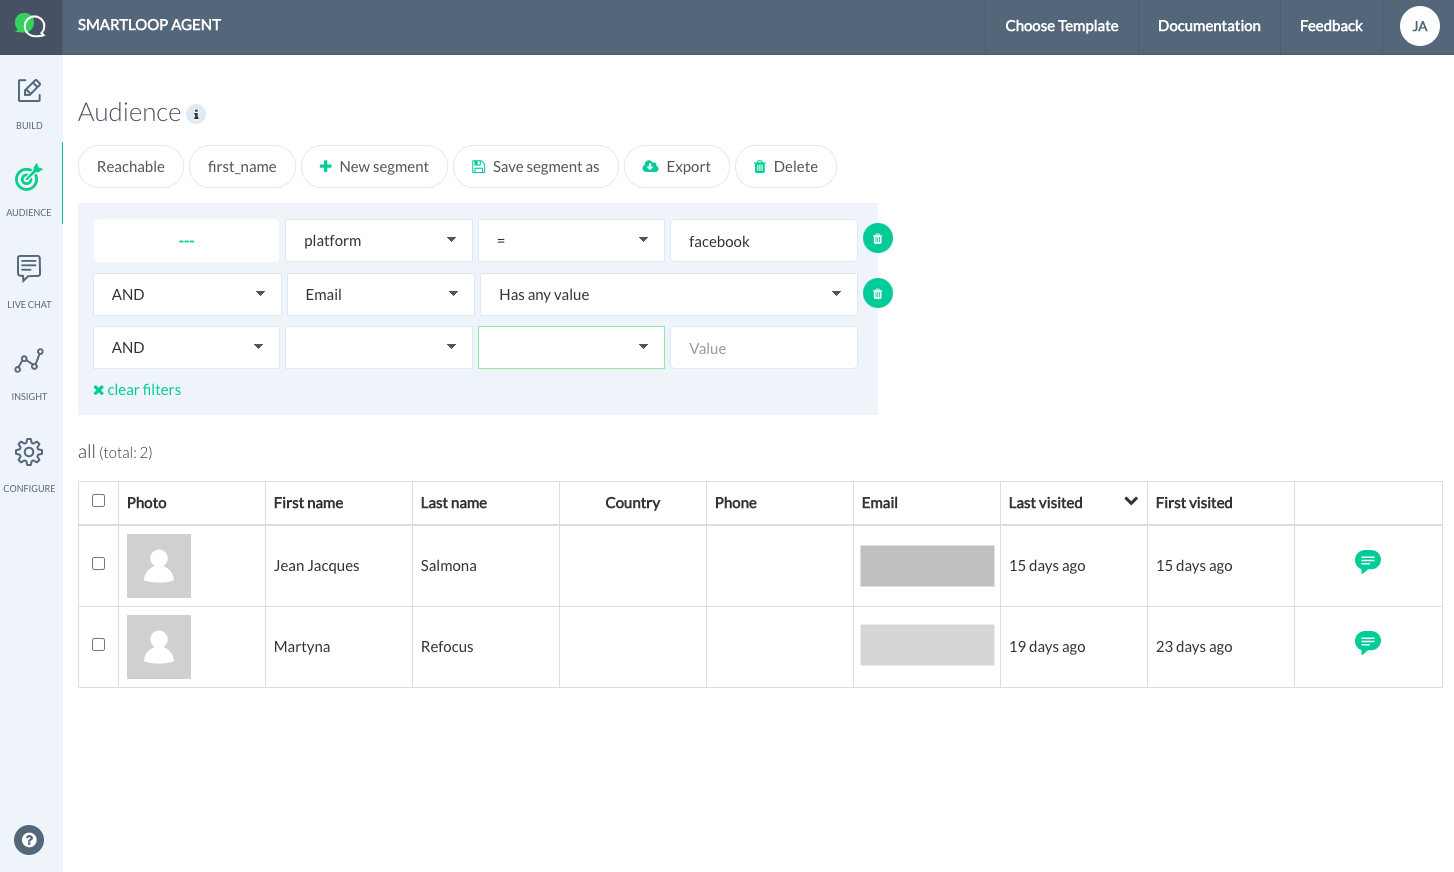 SMARTLOOP AGENT
Choose Template
Documentation
Feedback
JA
BUILD
AUDIENCE
LIVE CHAT
INSIGHT
CONFIGURE
Audience i
Reachable
first_name
New segment
Save segment as
Export
Delete
---
platform
=
facebook
AND
Email
Has any value
AND
Value
clear filters
all (total: 2)
Photo
First name
Last name
Country
Phone
Email
Last visited
First visited
Jean Jacques
Salmona
15 days ago
15 days ago
Martyna
Refocus
19 days ago
23 days ago
?